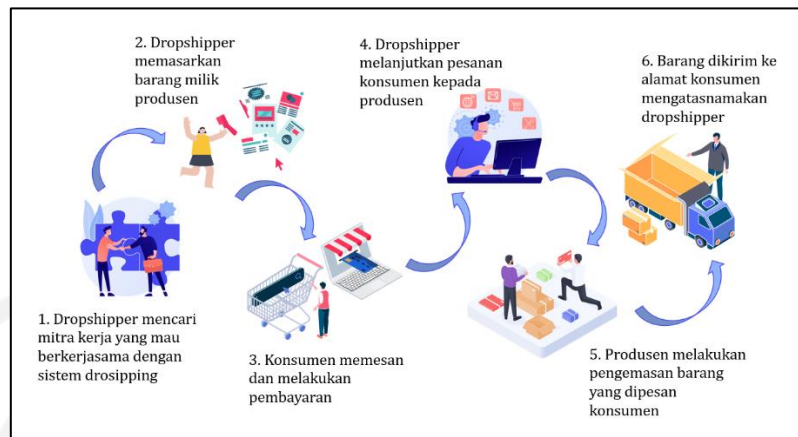 1. Dropshipper mencari
mitra kerja yang mau
berkerjasama dengan
sistem drosipping
2. Dropshipper
memasarkan
barang milik
produsen
3. Konsumen memesan
dan melakukan
pembayaran
4. Dropshipper
melanjutkan pesanan
konsumen kepada
produsen
5. Produsen melakukan
pengemasan barang
yang dipesan
konsumen
6. Barang dikirim ke
alamat konsumen
mengatasnamakan
dropshipper